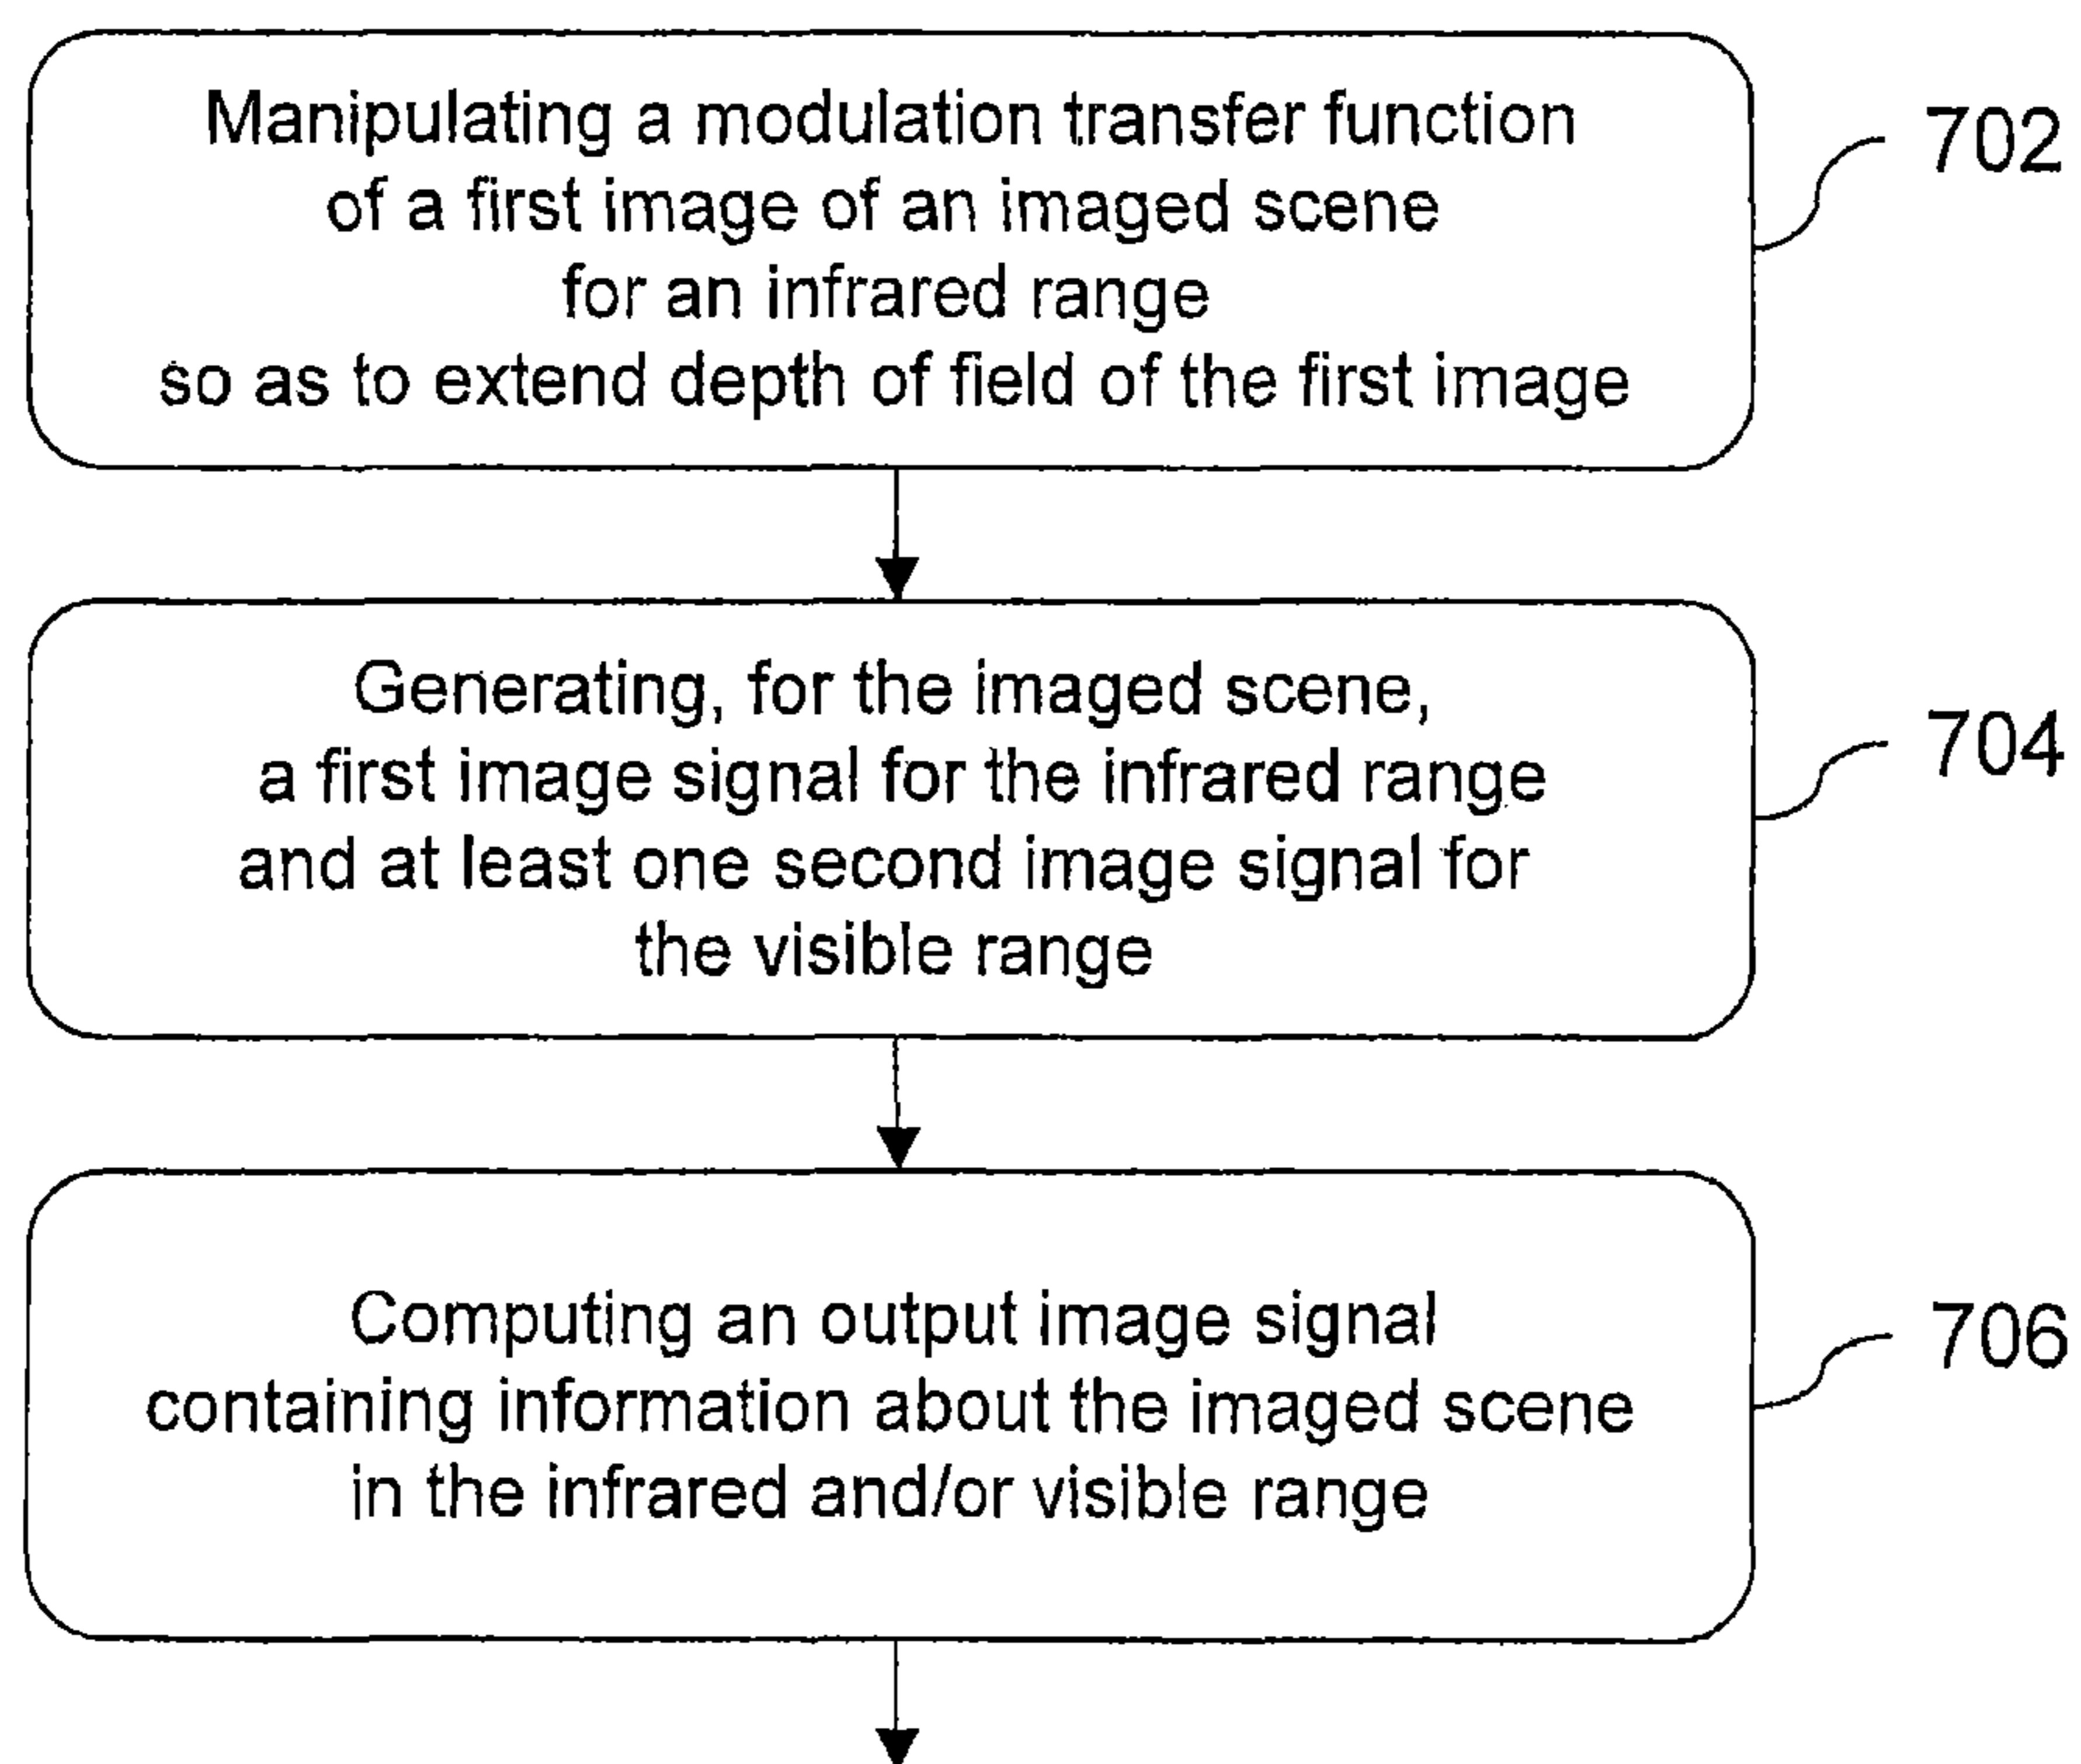 Manipulating a modulation transfer function
of a first image of an imaged scene
for an infrared range
so as to extend depth of field of the first image
702
Generating, for the imaged scene,
a first image signal for the infrared range
and at least one second image signal for
the visible range
704
Computing an output image signal
containing information about the imaged scene
in the infrared and/or visible range
706